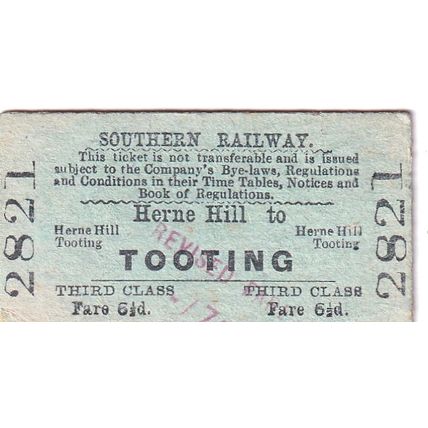 SOUTHERN RAILWAY.
This ticket is not transferable and is issued
subject to the Company's Bye-laws, Regulations
and Conditions in their Time Tables, Notices and
Book of Regulations.
Herne Hill to
Herne Hill Herne Hill
Tooting Tooting
TOOTING
THIRD CLASS THIRD CLASS
Fare 6½d. Fare 6½d.
2821
2821
REVISED